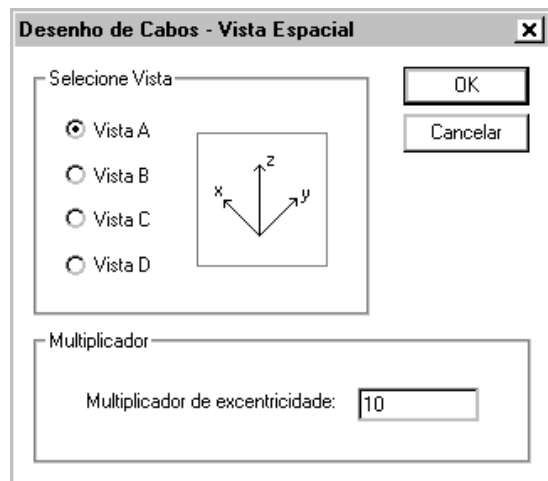 Desenho de Cabos - Vista Espacial
Selecione Vista
Vista A
Vista B
Vista C
Vista D
x
z
y
OK
Cancelar
Multiplicador
Multiplicador de excentricidade: 10